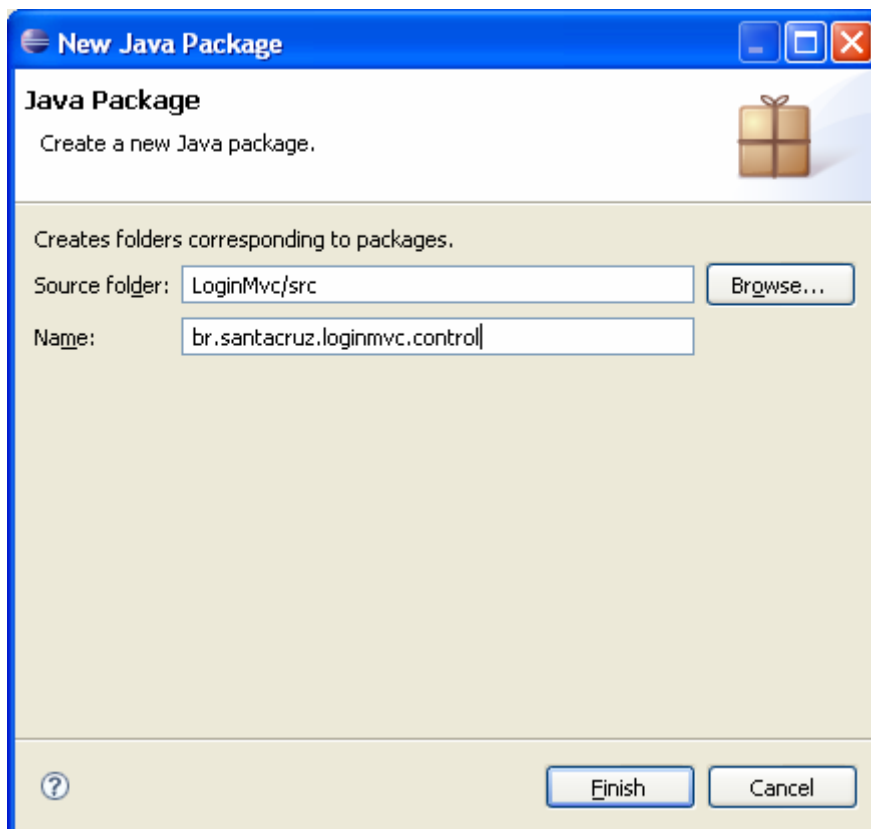 New Java Package
Java Package
Create a new Java package.
Creates folders corresponding to packages.
Source folder: LoginMvc/src Browse...
Name: br.santacruz.loginmvc.control
? Finish Cancel